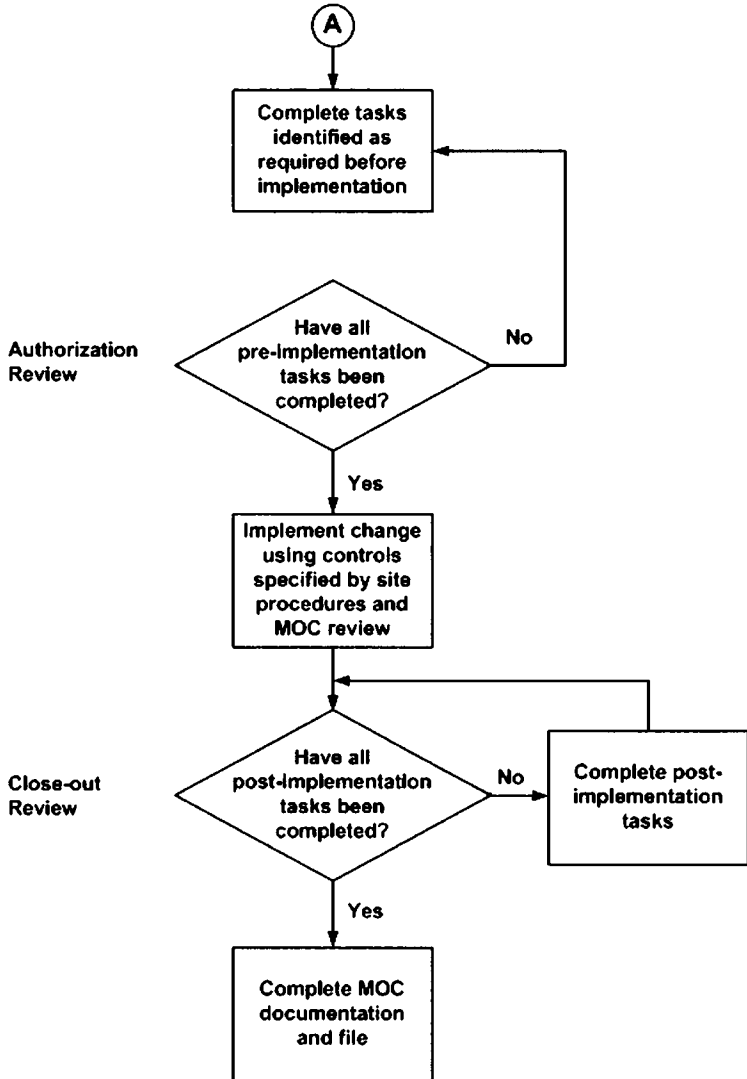 A
Complete tasks
identified as
required before
implementation
Authorization
Review
Have all
pre-implementation
tasks been
completed?
No
Yes
Implement change
using controls
specified by site
procedures and
MOC review
Close-out
Review
Have all
post-implementation
tasks been
completed?
No
Complete post-
implementation
tasks
Yes
Complete MOC
documentation
and file